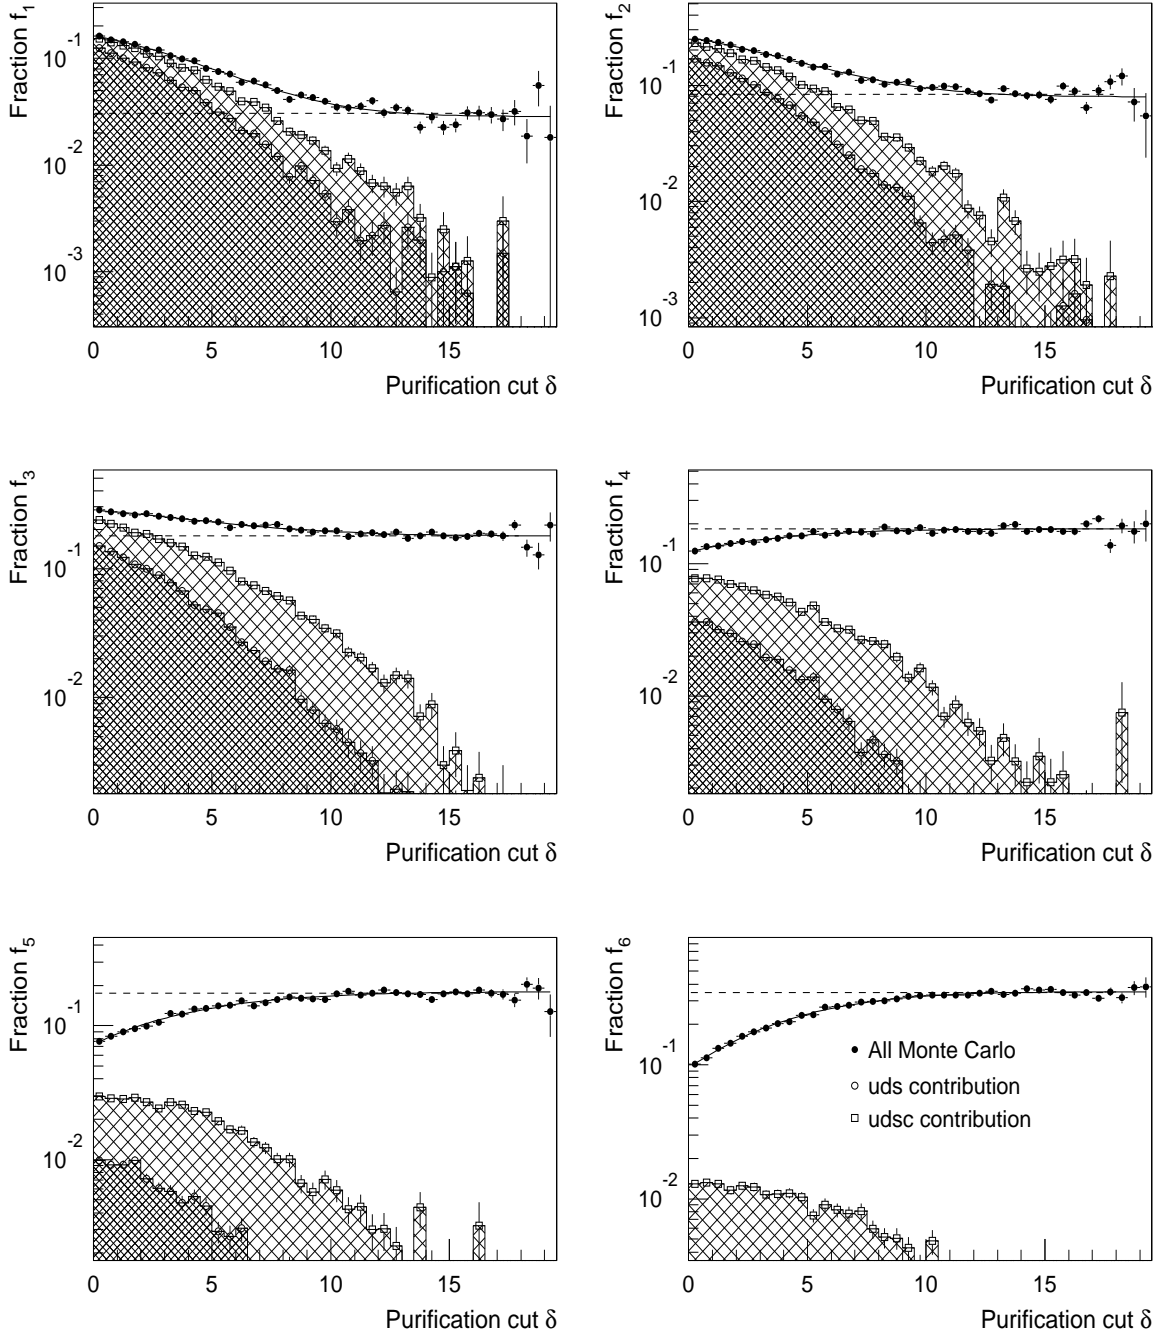 Fraction f1
10-1
10-2
10-3
0 5 10 15
Purification cut δ
Fraction f2
10-1
10-2
10-3
0 5 10 15
Purification cut δ
Fraction f3
10-1
10-2
0 5 10 15
Purification cut δ
Fraction f4
10-1
10-2
0 5 10 15
Purification cut δ
Fraction f5
10-1
10-2
0 5 10 15
Purification cut δ
Fraction f6
10-1
10-2
All Monte Carlo
uds contribution
udsc contribution
0 5 10 15
Purification cut δ